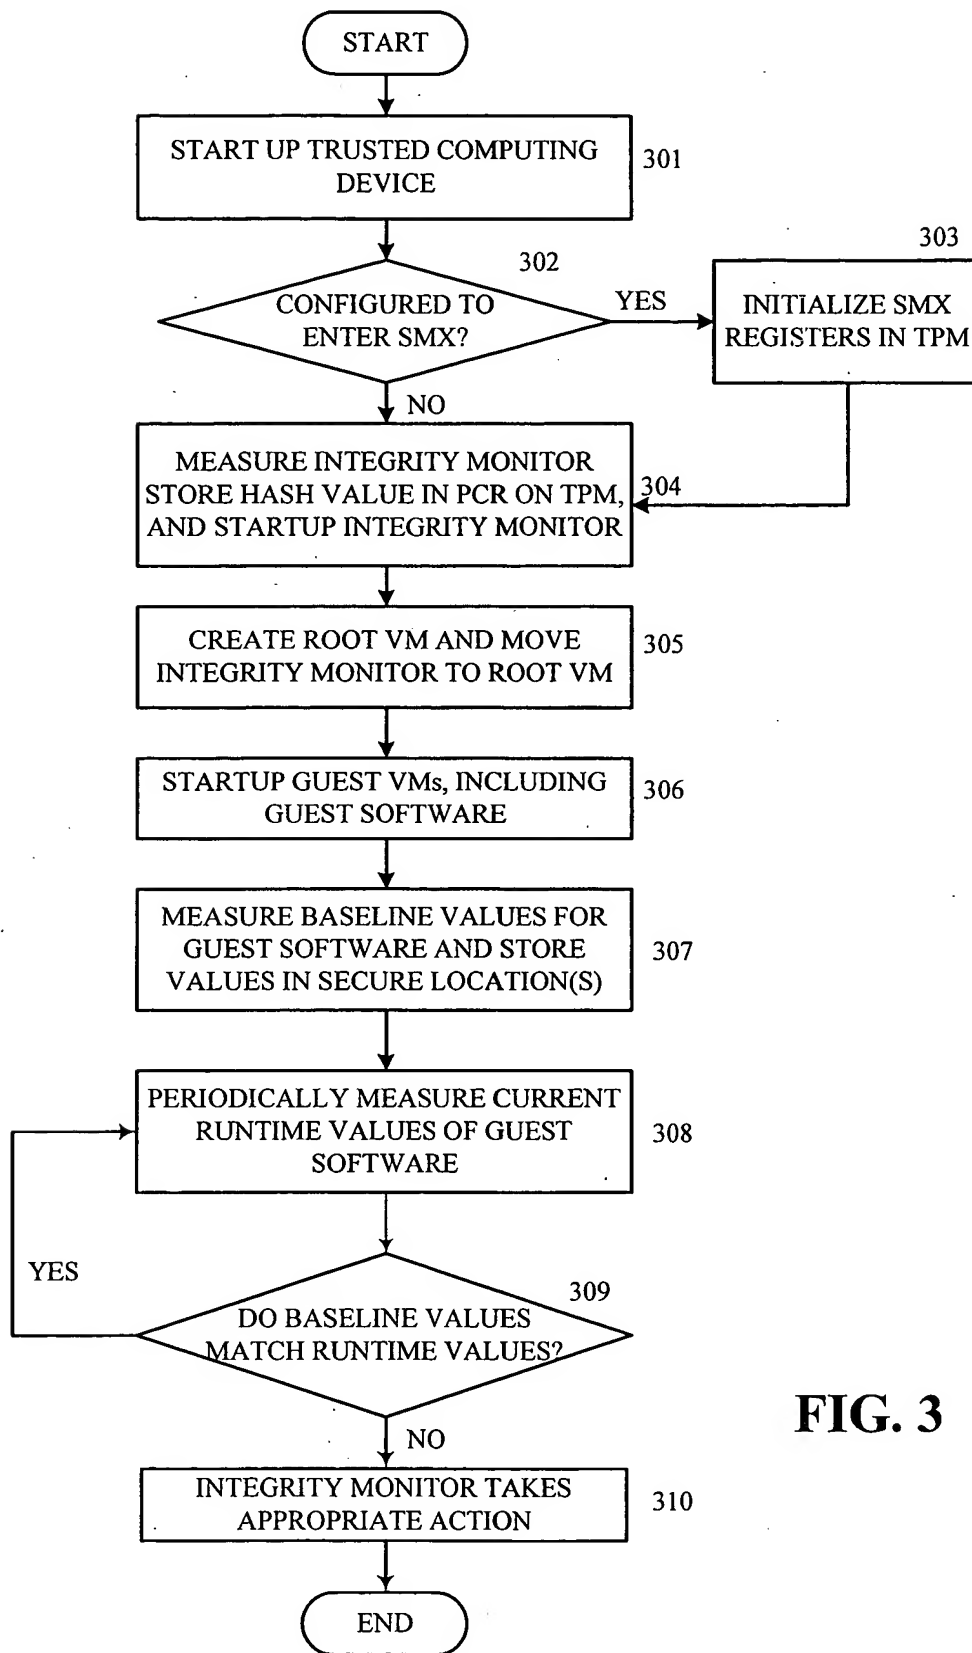 START
START UP TRUSTED COMPUTING
DEVICE
301
302
CONFIGURED TO
ENTER SMX?
YES
303
INITIALIZE SMX
REGISTERS IN TPM
NO
MEASURE INTEGRITY MONITOR
STORE HASH VALUE IN PCR ON TPM,
AND STARTUP INTEGRITY MONITOR
304
CREATE ROOT VM AND MOVE
INTEGRITY MONITOR TO ROOT VM
305
STARTUP GUEST VMs, INCLUDING
GUEST SOFTWARE
306
MEASURE BASELINE VALUES FOR
GUEST SOFTWARE AND STORE
VALUES IN SECURE LOCATION(S)
307
PERIODICALLY MEASURE CURRENT
RUNTIME VALUES OF GUEST
SOFTWARE
308
YES
309
DO BASELINE VALUES
MATCH RUNTIME VALUES?
NO
INTEGRITY MONITOR TAKES
APPROPRIATE ACTION
310
END
FIG. 3